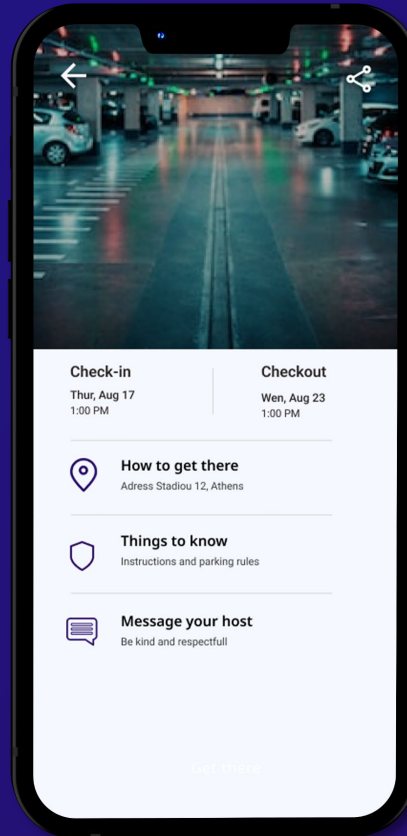 Check-in
Checkout
Thur, Aug 17
Wen, Aug 23
1:00 PM
1:00 PM
How to get there
Adress Stadiou 12, Athens
Things to know
Instructions and parking rules
Message your host
Be kind and respectfull
Get there